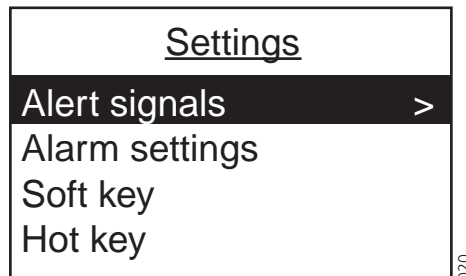 Settings
Alert signals >
Alarm settings
Soft key
Hot key